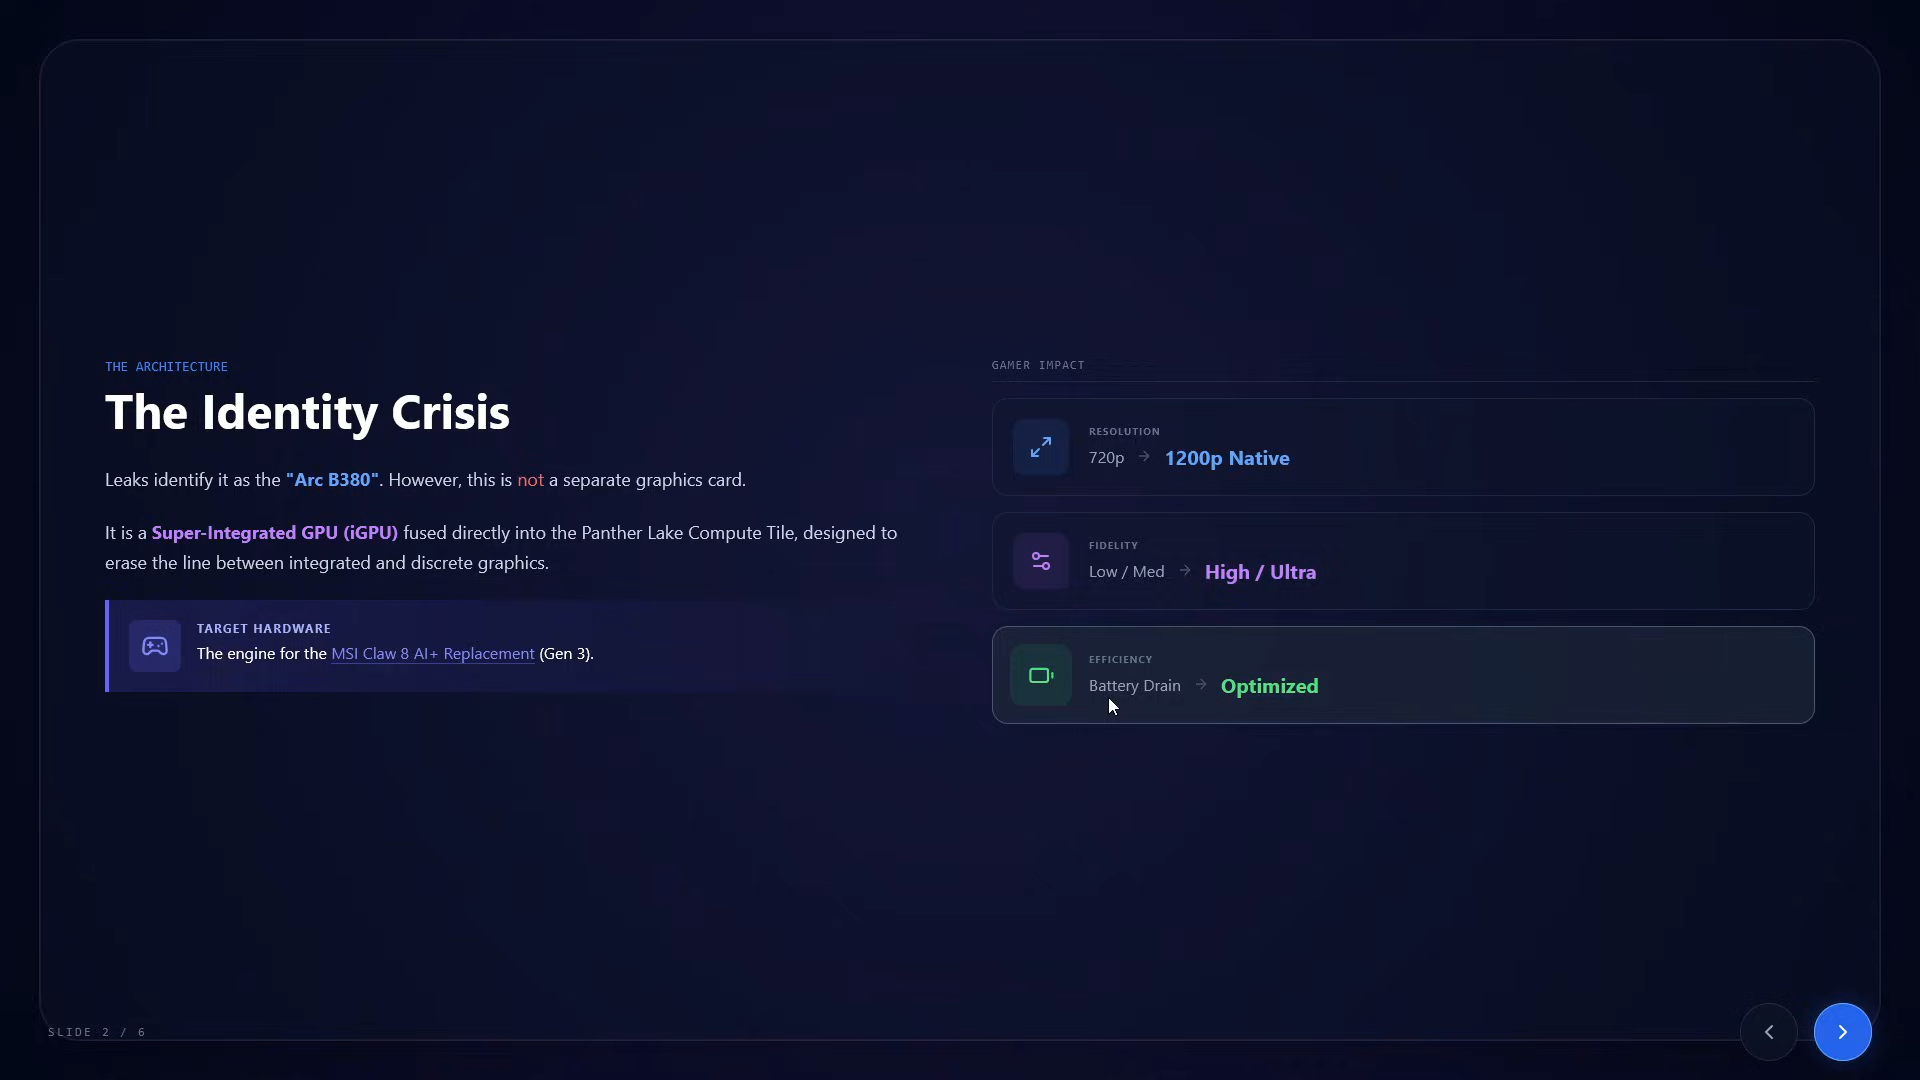 THE ARCHITECTURE
The Identity Crisis
Leaks identify it as the "Arc B380". However, this is not a separate graphics card.
It is a Super-Integrated GPU (iGPU) fused directly into the Panther Lake Compute Tile, designed to
erase the line between integrated and discrete graphics.
TARGET HARDWARE
The engine for the MSI Claw 8 AI+ Replacement (Gen 3).
GAMER IMPACT
RESOLUTION
720p → 1200p Native
FIDELITY
Low / Med → High / Ultra
EFFICIENCY
Battery Drain → Optimized
SLIDE 2 / 6